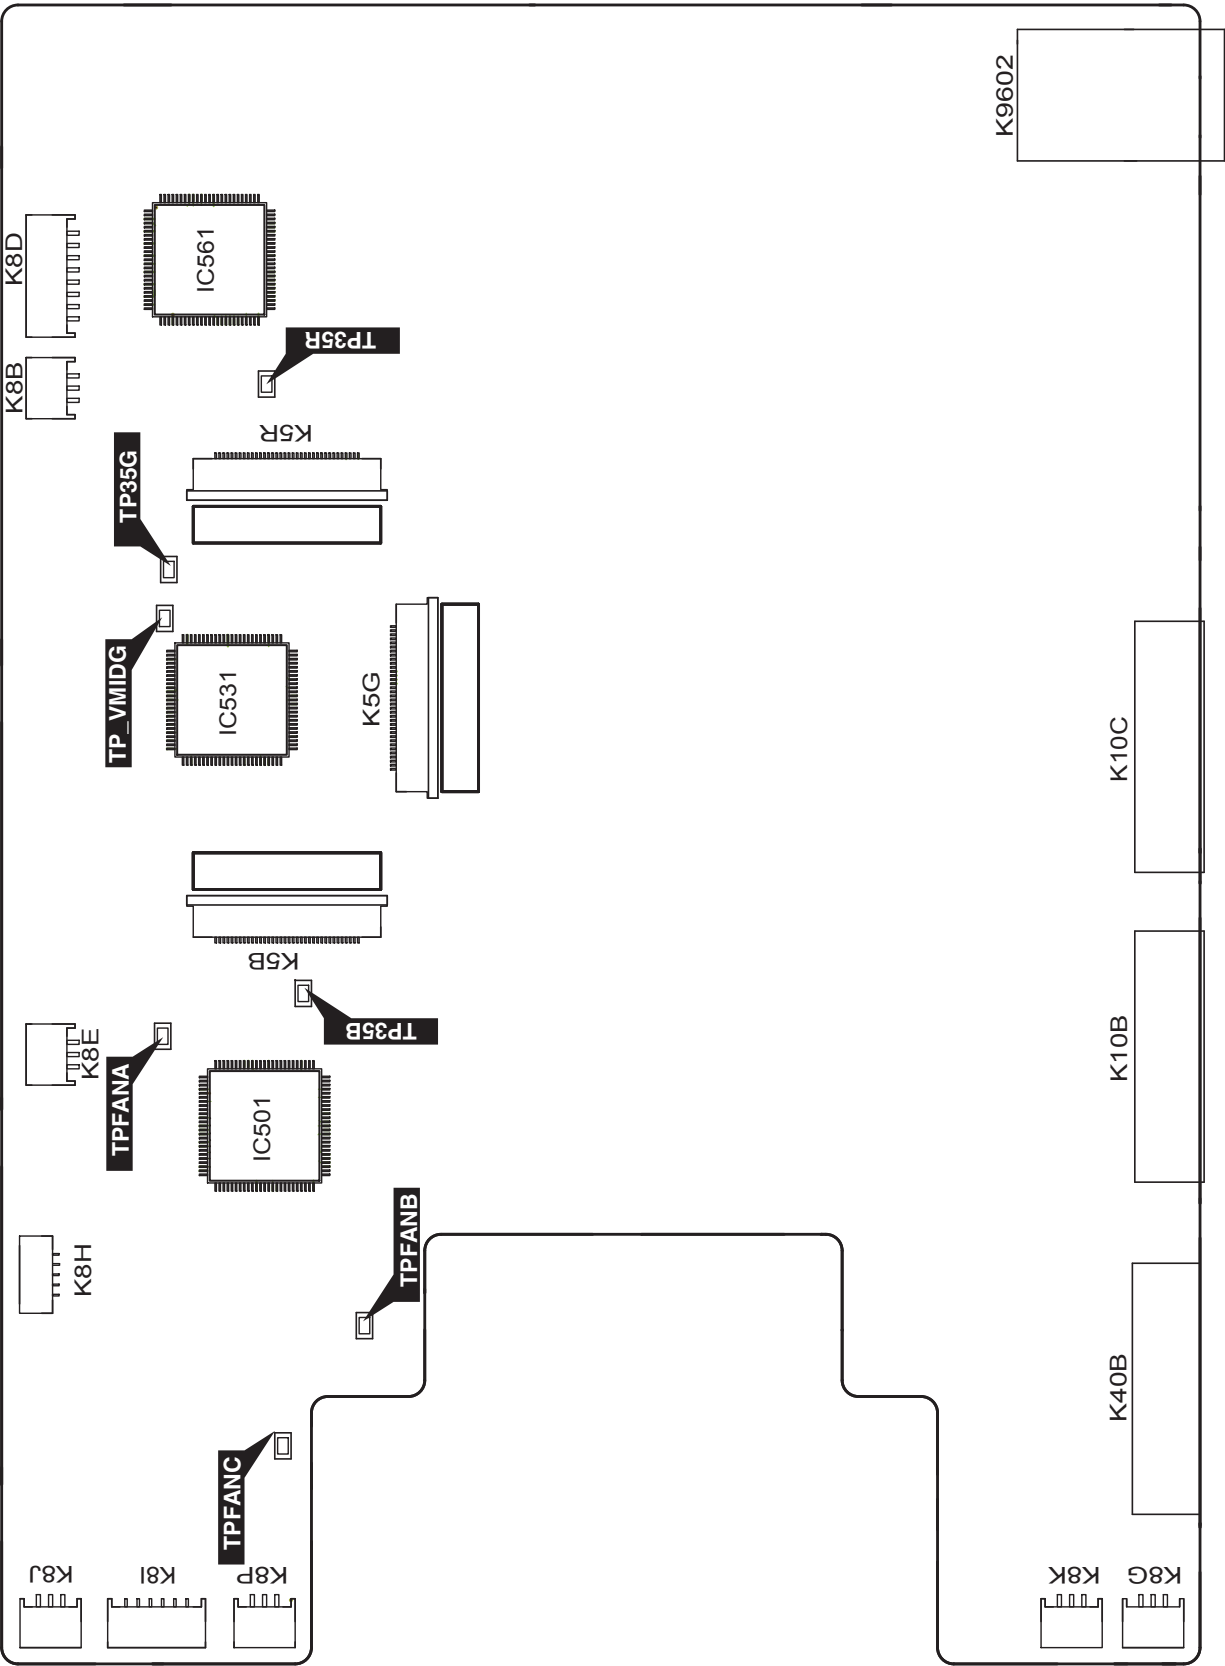 K9602
K8D
IC561
TP35R
K8B
K5R
TP35G
TP_VMIDG
IC531
K5G
K10C
K5B
TP35B
K8E
TPFANA
K10B
IC501
TPFANB
K8H
K40B
TPFANC
K8J
K8I
K8P
K8K
K8G